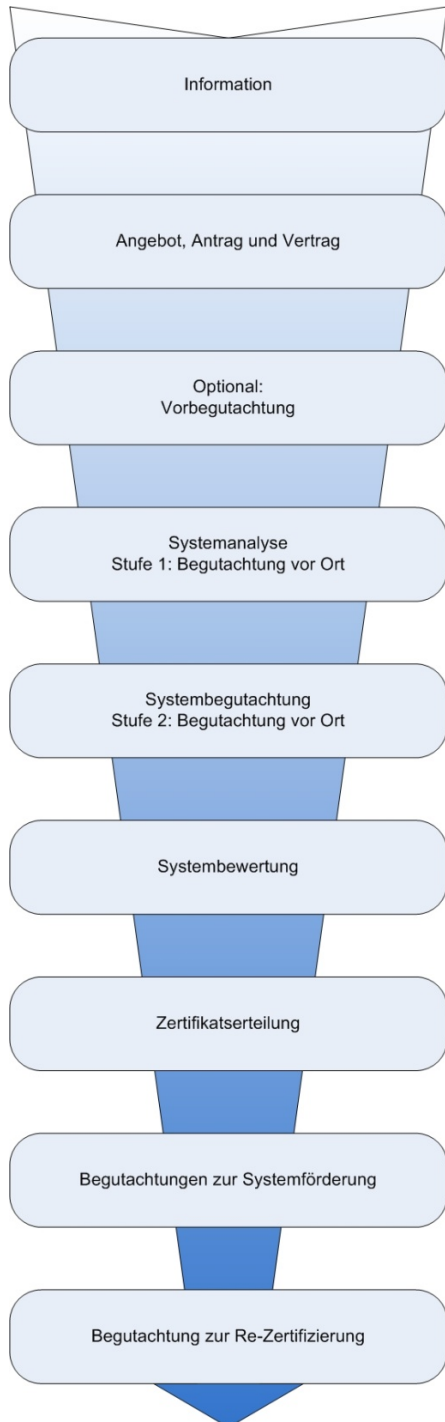 Information
Angebot, Antrag und Vertrag
Optional:
Vorbegutachtung
Systemanalyse
Stufe 1: Begutachtung vor Ort
Systembegutachtung
Stufe 2: Begutachtung vor Ort
Systembewertung
Zertifikatserteilung
Begutachtungen zur Systemförderung
Begutachtung zur Re-Zertifizierung